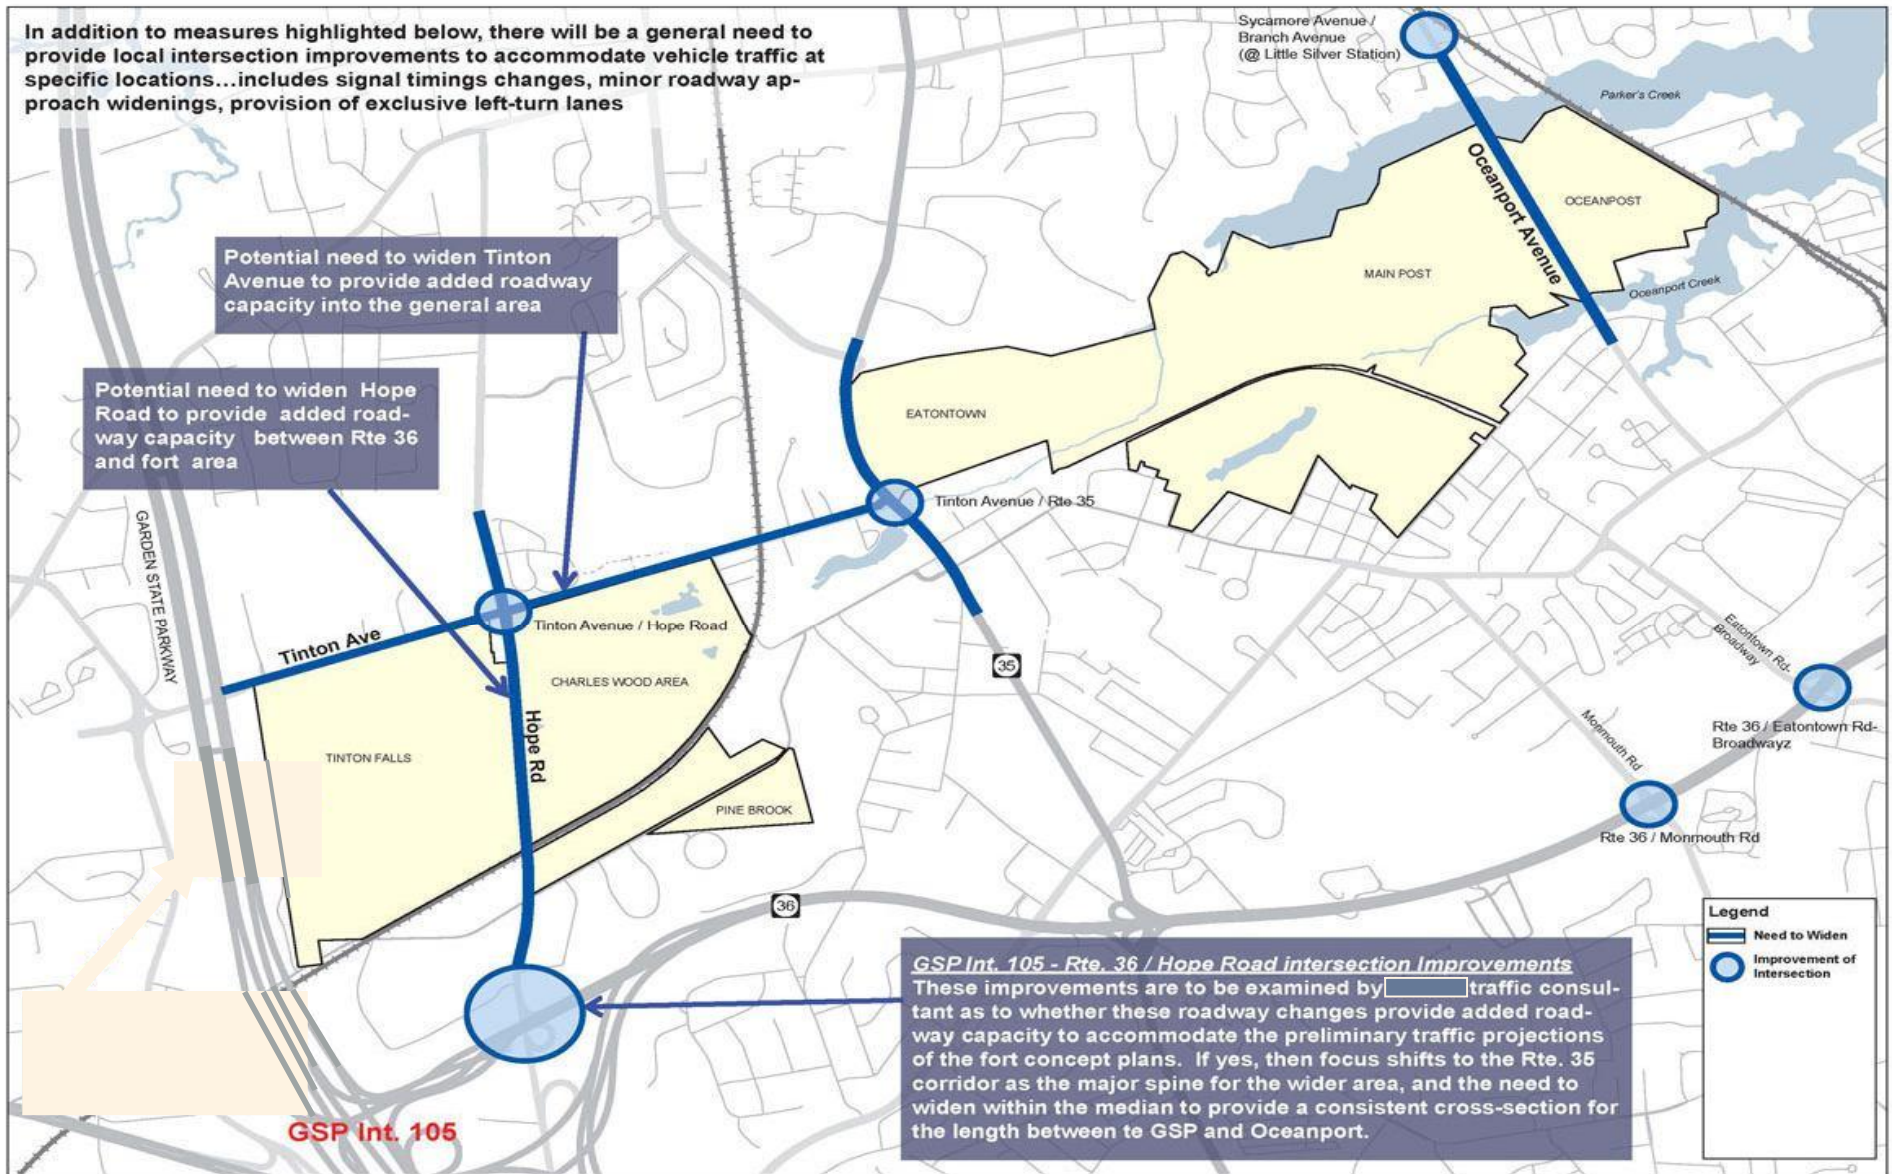 In addition to measures highlighted below, there will be a general need to
provide local intersection improvements to accommodate vehicle traffic at
specific locations...includes signal timings changes, minor roadway ap-
proach widenings, provision of exclusive left-turn lanes
Sycamore Avenue /
Branch Avenue
(@ Little Silver Station)
Parker's Creek
Oceanport Avenue
OCEANPOST
MAIN POST
Oceanport Creek
Potential need to widen Tinton
Avenue to provide added roadway
capacity into the general area
Potential need to widen Hope
Road to provide added road-
way capacity between Rte 36
and fort area
EATONTOWN
Tinton Avenue / Rte 35
GARDEN STATE PARKWAY
Tinton Ave
Tinton Avenue / Hope Road
CHARLES WOOD AREA
Hope Rd
TINTON FALLS
PINE BROOK
35
36
Eatontown Rd-
Broadway
Monmouth Rd
Rte 36 / Eatontown Rd-
Broadwayz
Rte 36 / Monmouth Rd
Legend
Need to Widen
Improvement of
Intersection
GSP Int. 105 - Rte. 36 / Hope Road intersection Improvements
These improvements are to be examined by traffic consul-
tant as to whether these roadway changes provide added road-
way capacity to accommodate the preliminary traffic projections
of the fort concept plans. If yes, then focus shifts to the Rte. 35
corridor as the major spine for the wider area, and the need to
widen within the median to provide a consistent cross-section for
the length between te GSP and Oceanport.
GSP Int. 105